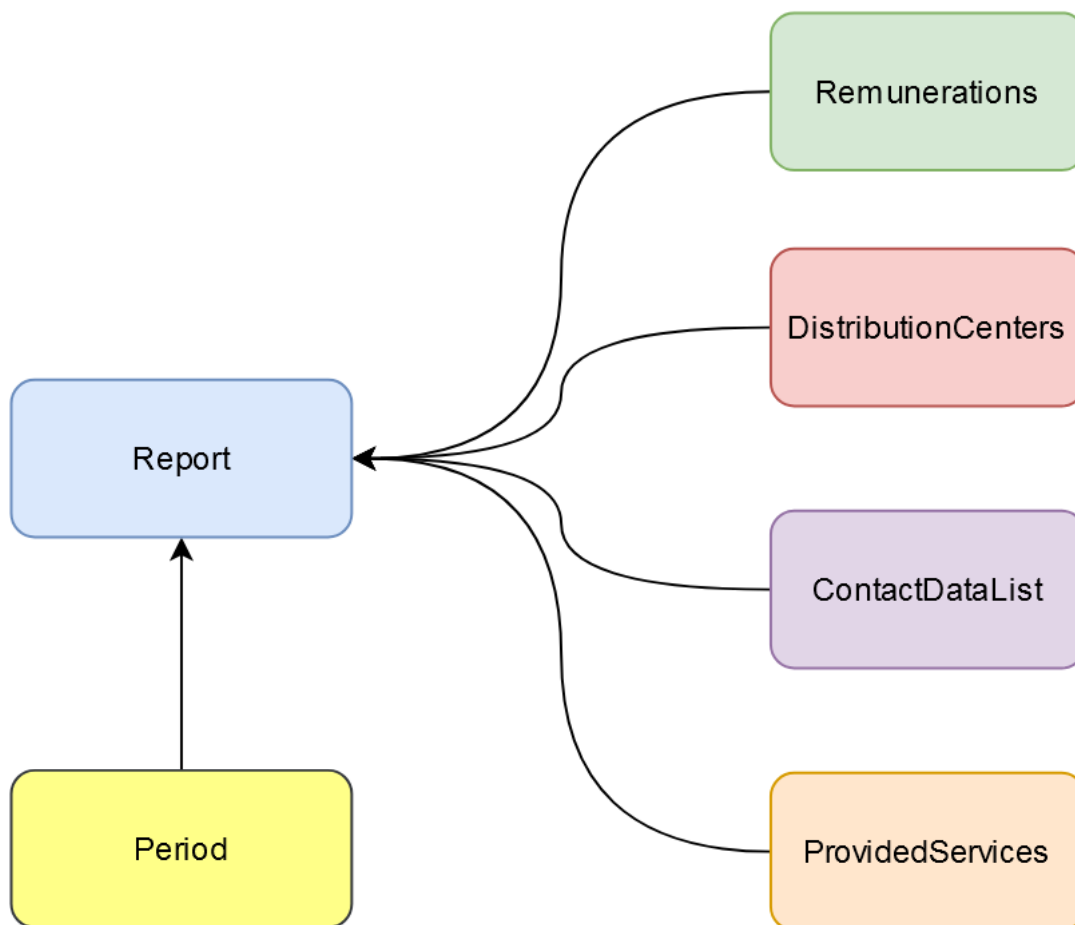 Remunerations
DistributionCenters
Report
ContactDataList
Period
ProvidedServices